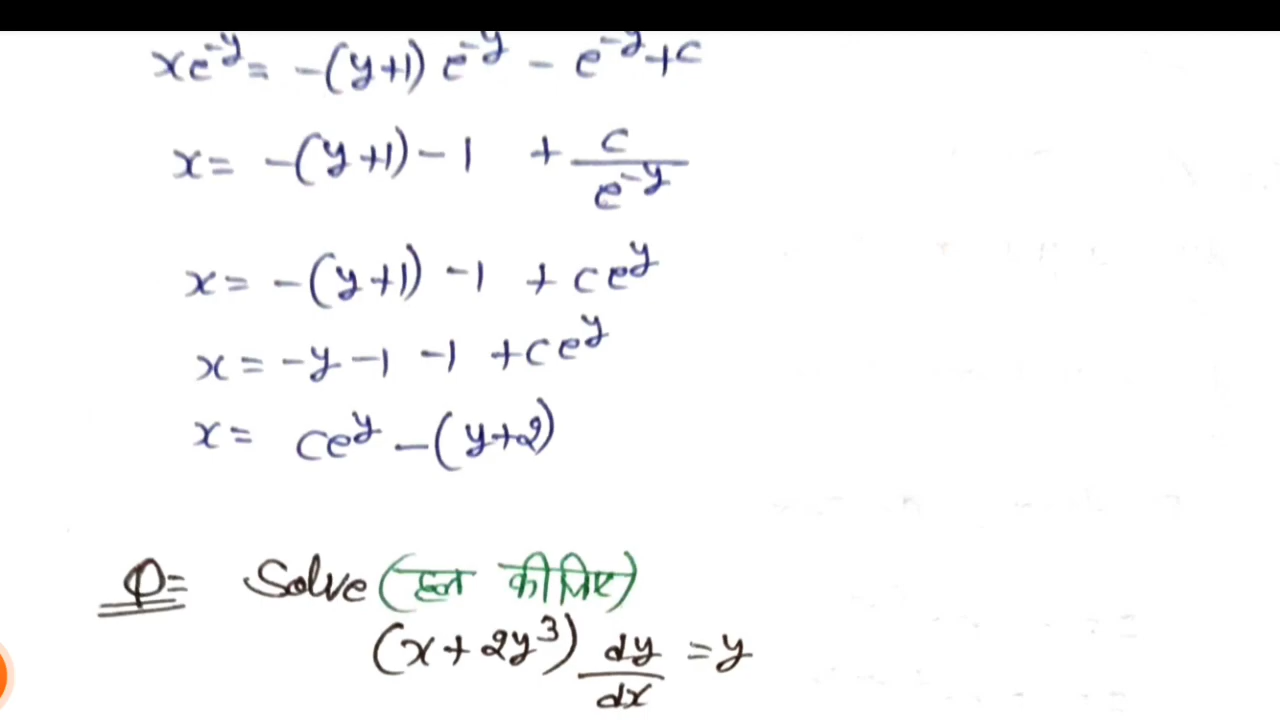 xe^-y = -(y+1) e^-y - e^-y + c
x = -(y+1) - 1 + c/e^-y
x = -(y+1) - 1 + ce^y
x = -y - 1 - 1 + ce^y
x = ce^y - (y+2)
Q= Solve (हल कीजिए)
(x + 2y^3) dy/dx = y